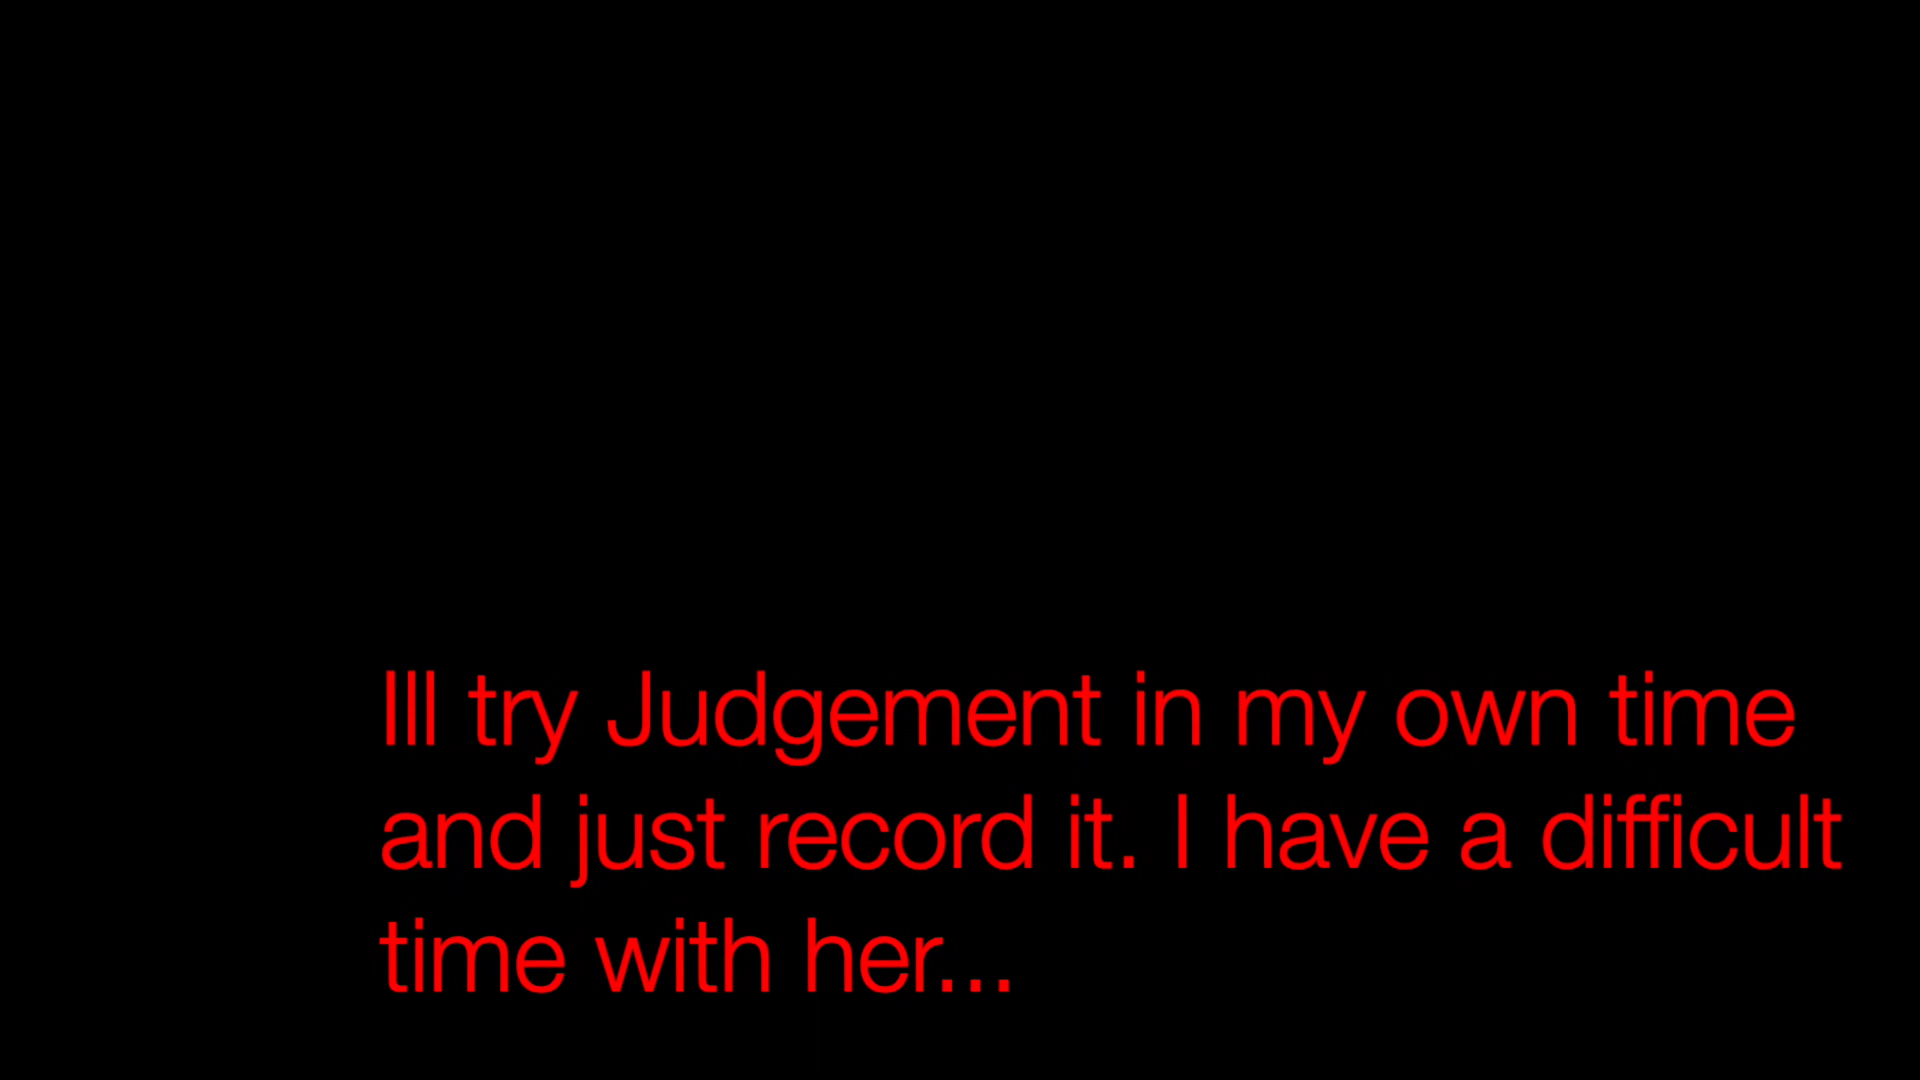 Ill try Judgement in my own time
and just record it. I have a difficult
time with her...